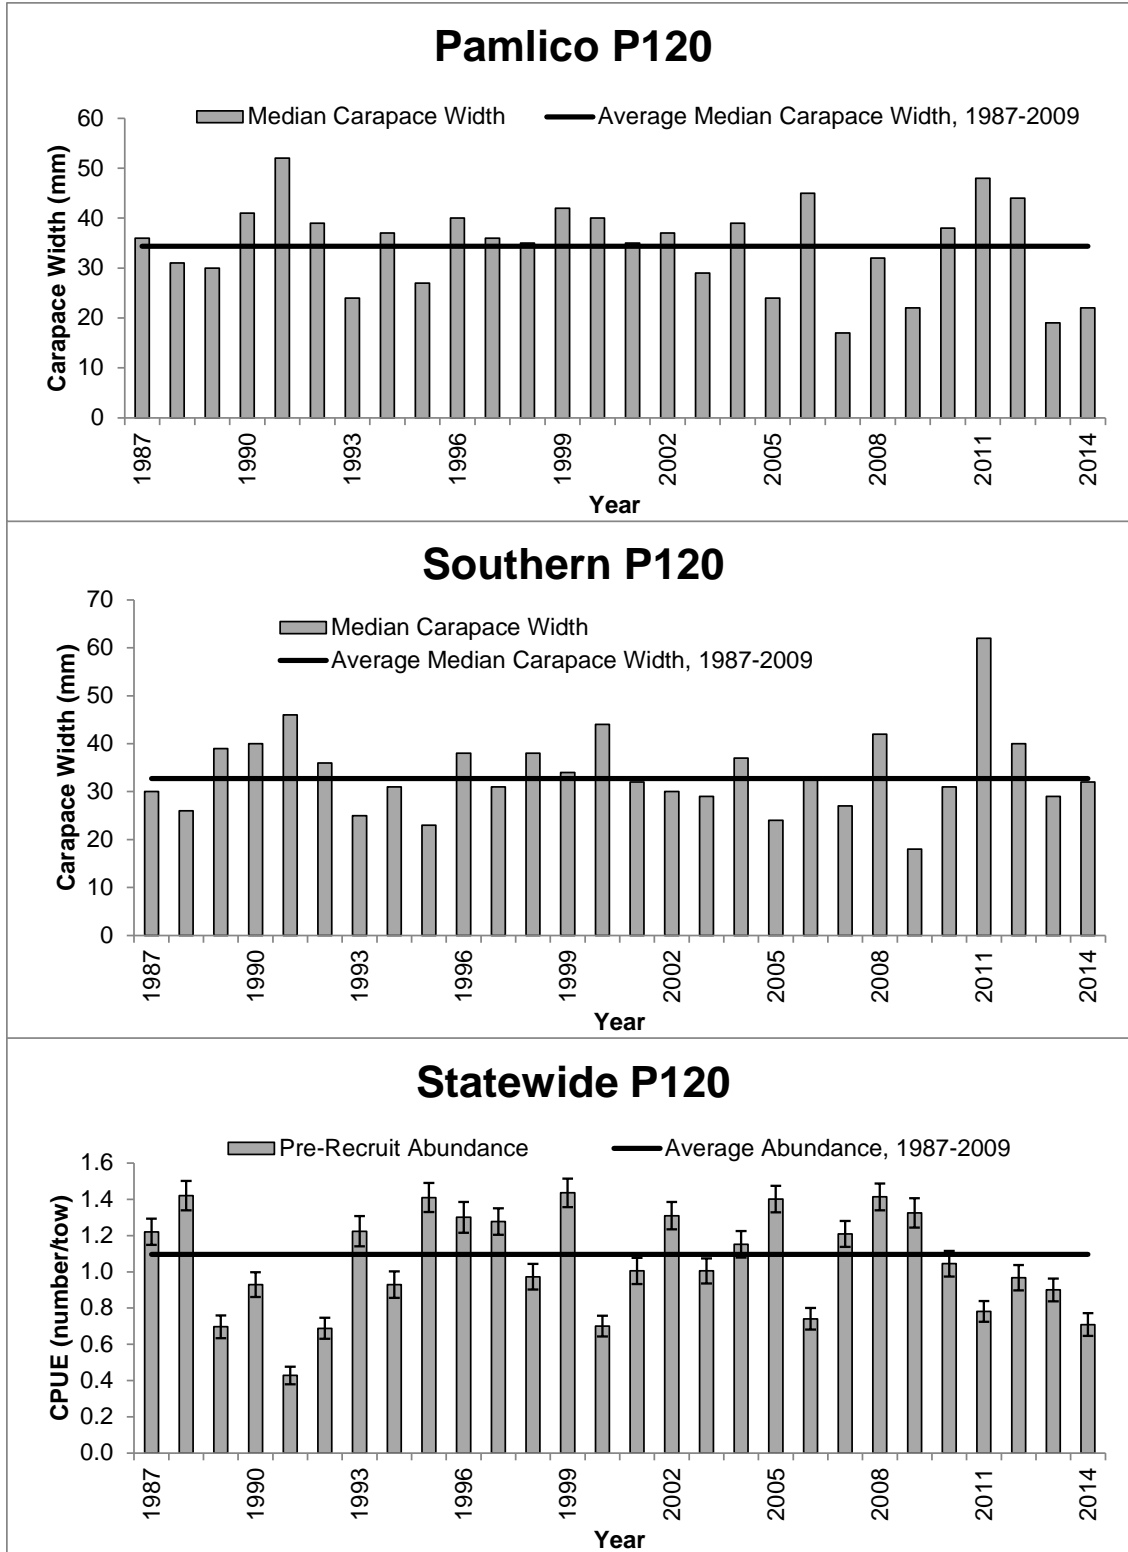 Pamlico P120
Median Carapace Width Average Median Carapace Width, 1987-2009
Carapace Width (mm)
60
50
40
30
20
10
0
1987 1990 1993 1996 1999 2002 2005 2008 2011 2014
Year
Southern P120
Median Carapace Width
Average Median Carapace Width, 1987-2009
Carapace Width (mm)
70
60
50
40
30
20
10
0
1987 1990 1993 1996 1999 2002 2005 2008 2011 2014
Year
Statewide P120
Pre-Recruit Abundance Average Abundance, 1987-2009
CPUE (number/tow)
1.6
1.4
1.2
1.0
0.8
0.6
0.4
0.2
0.0
1987 1990 1993 1996 1999 2002 2005 2008 2011 2014
Year